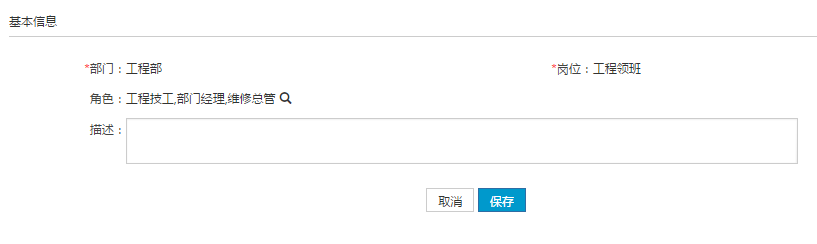 基本信息
*部门：工程部 *岗位：工程领班
角色：工程技工,部门经理,维修总管
描述：
取消 保存